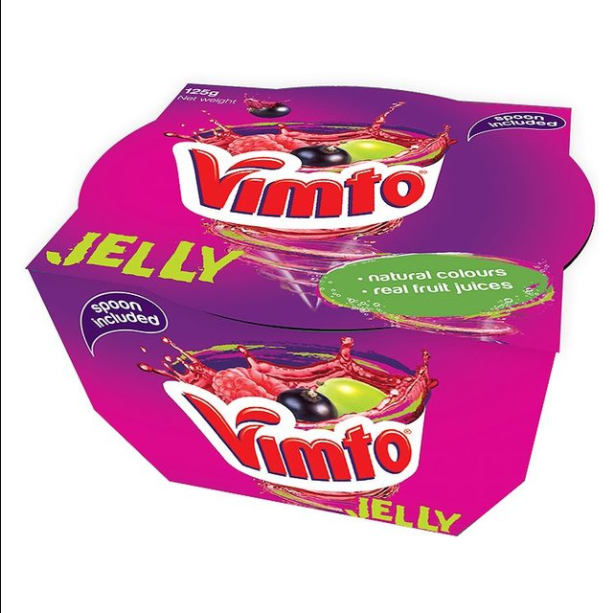 125g
Net weight
spoon
included
Vimto
JELLY
• natural colours
• real fruit juices
spoon
included
Vimto
JELLY